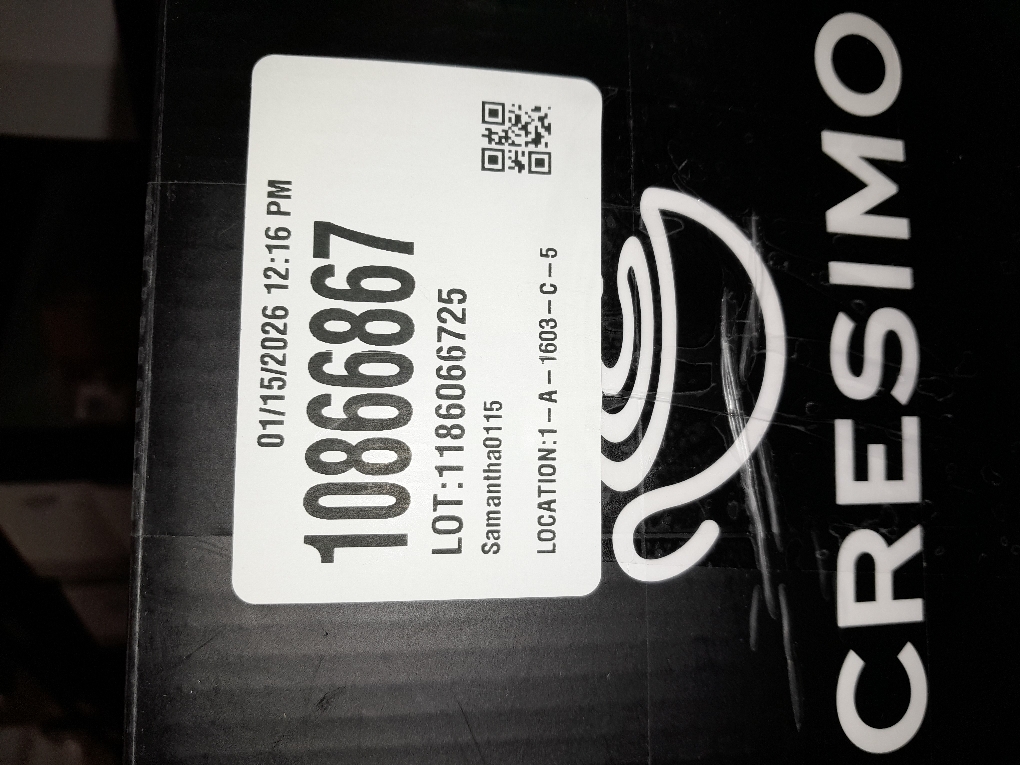 01/15/2026 12:16 PM
10866867
LOT:1186066725
Samantha0115
LOCATION:1-A-1603-C-5
CRESIMO